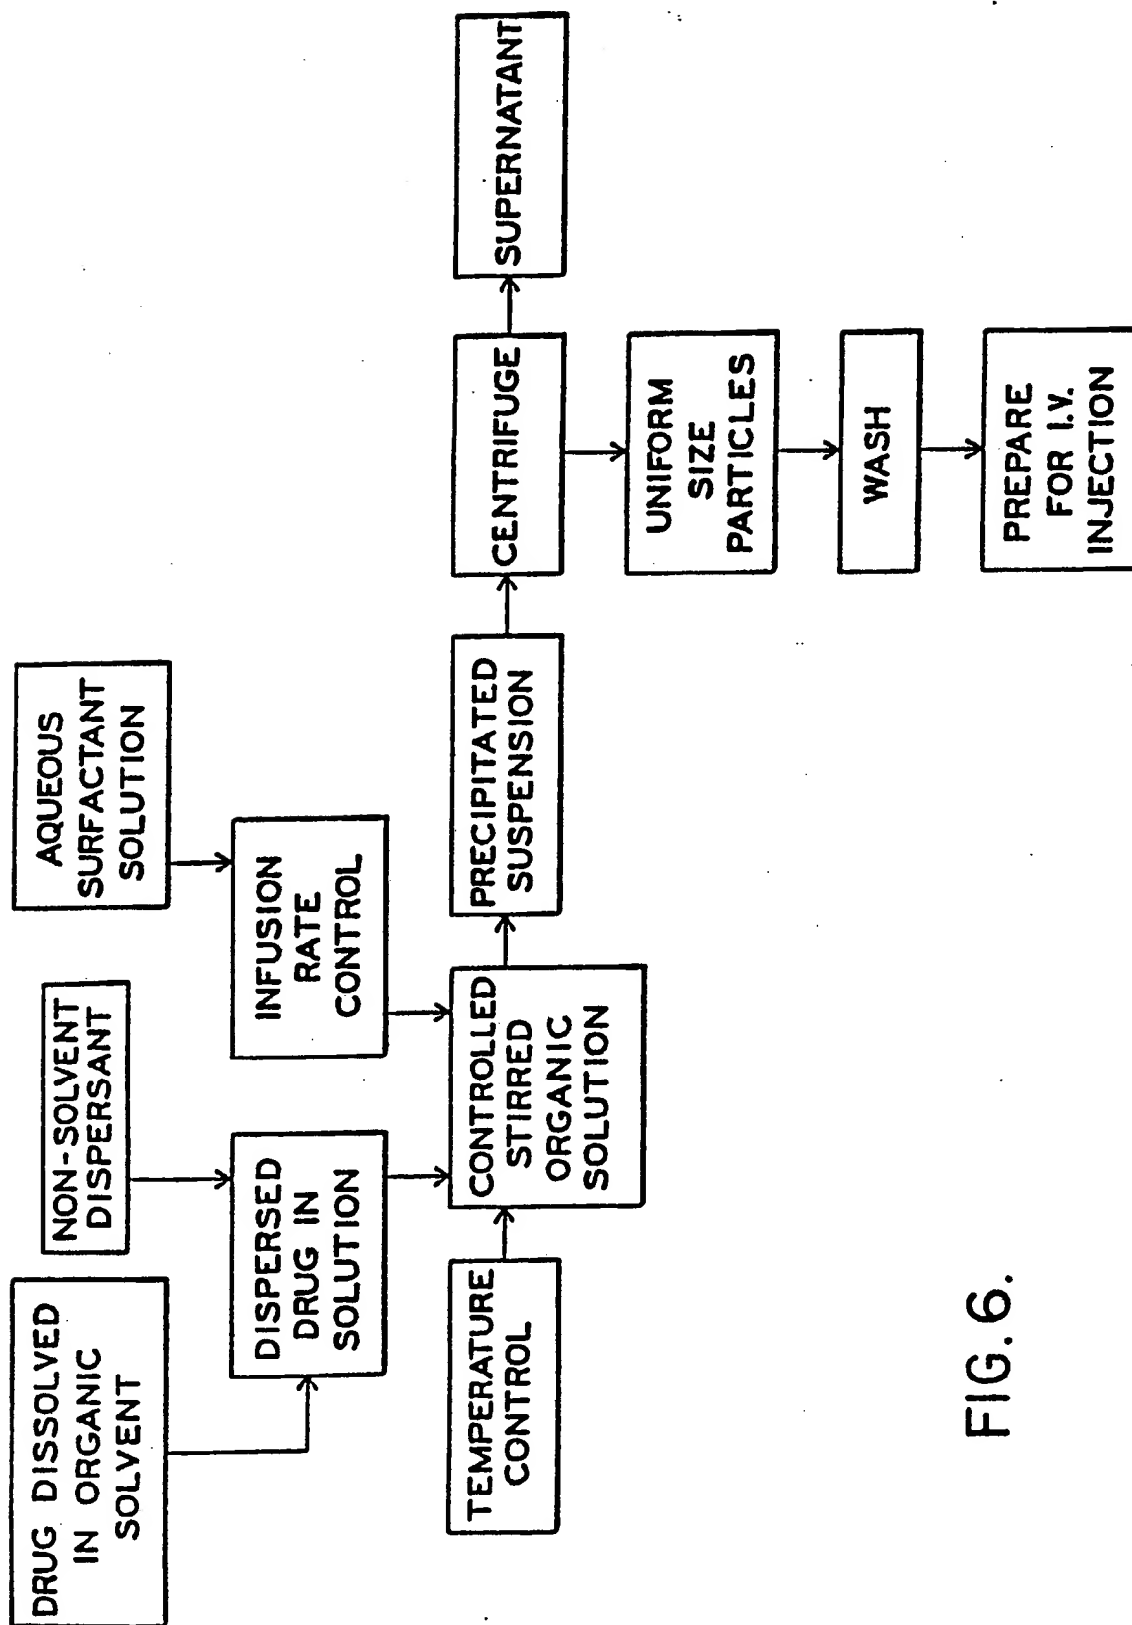 DRUG DISSOLVED
IN ORGANIC
SOLVENT
NON-SOLVENT
DISPERSANT
AQUEOUS
SURFACTANT
SOLUTION
DISPERSED
DRUG IN
SOLUTION
INFUSION
RATE
CONTROL
TEMPERATURE
CONTROL
CONTROLLED
STIRRED
ORGANIC
SOLUTION
PRECIPITATED
SUSPENSION
CENTRIFUGE
SUPERNATANT
UNIFORM
SIZE
PARTICLES
WASH
PREPARE
FOR I.V.
INJECTION
FIG. 6.